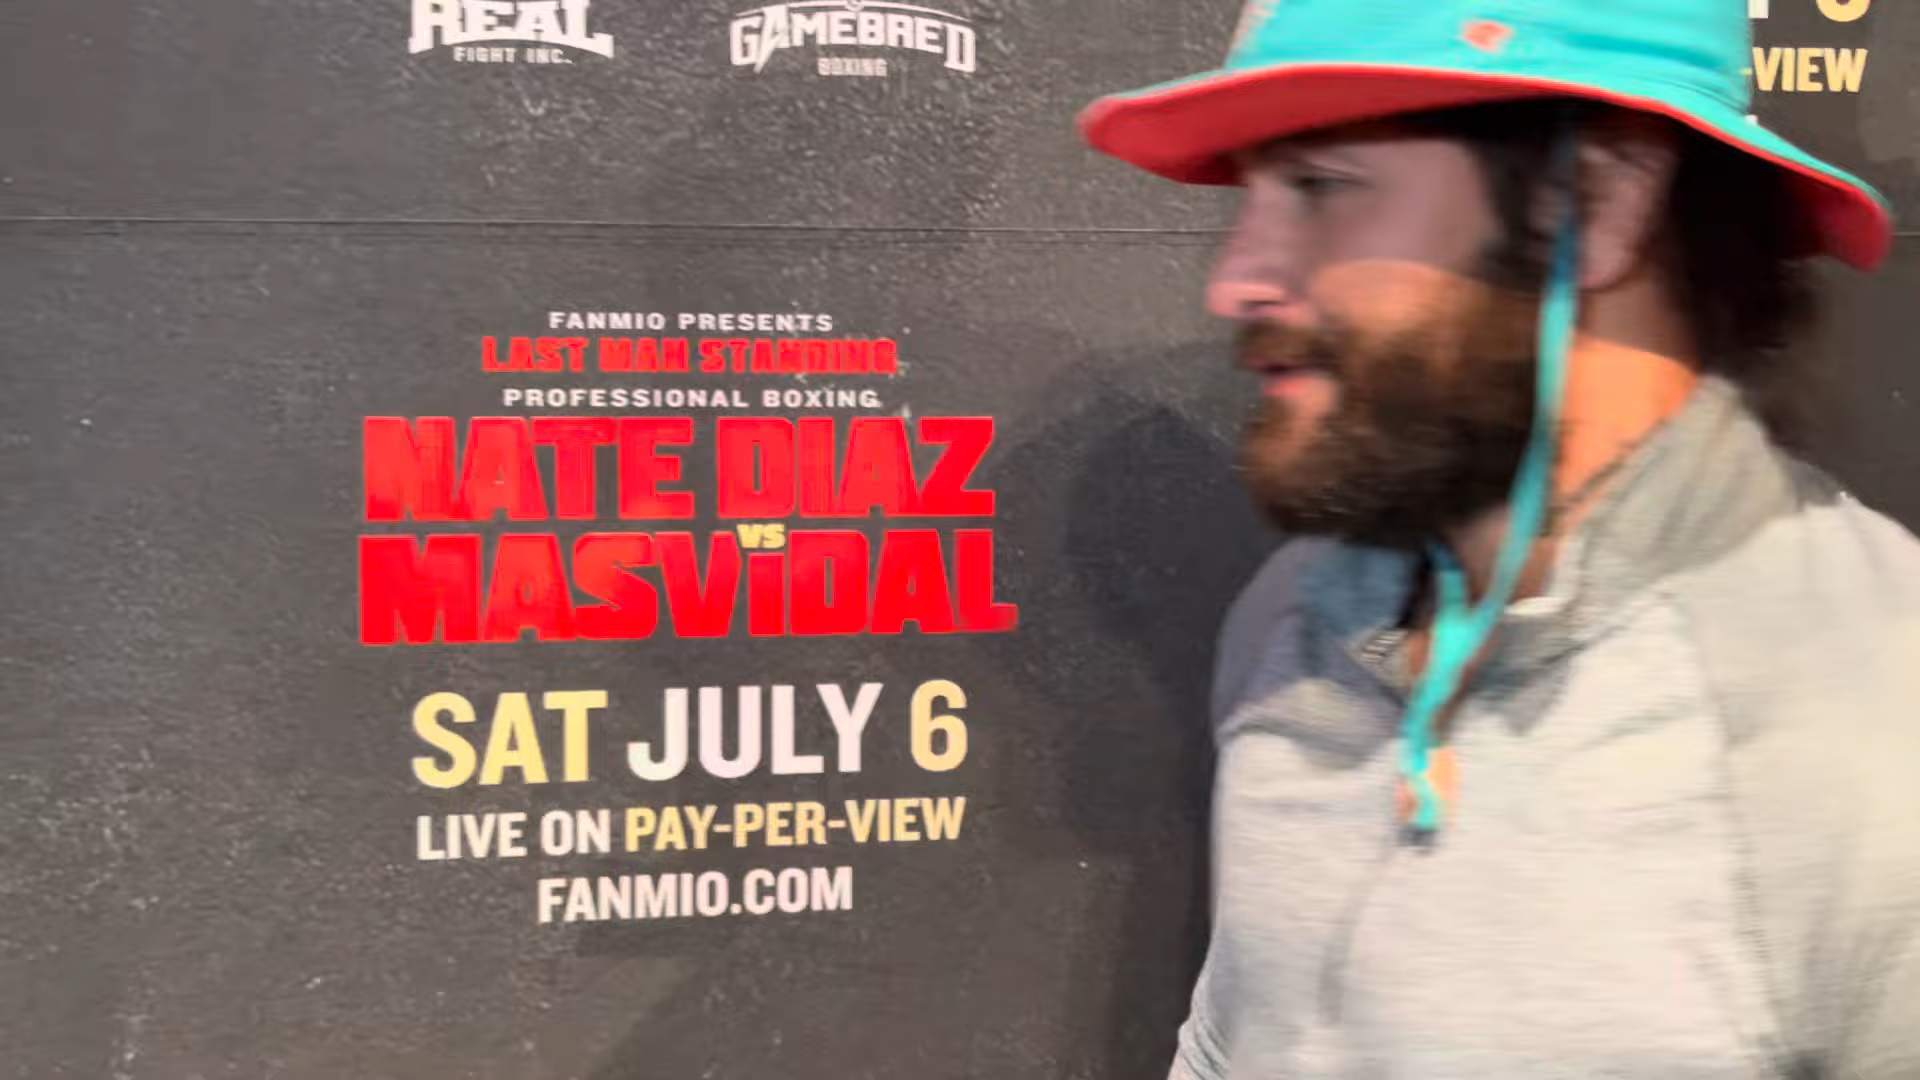 REAL
FIGHT INC.
GAMEBRED
BOXING
-VIEW
FANMIO PRESENTS
LAST MAN STANDING
PROFESSIONAL BOXING
NATE DIAZ
VS
MASViDAL
SAT JULY 6
LIVE ON PAY-PER-VIEW
FANMIO.COM